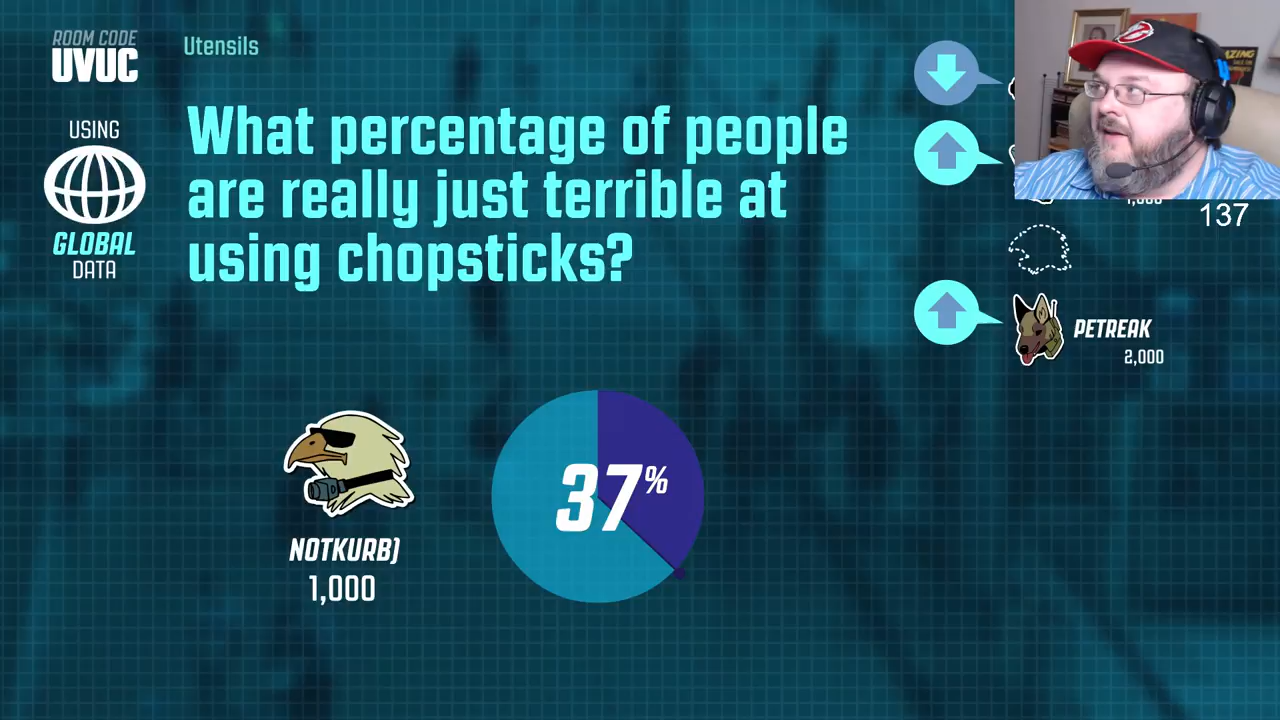 ROOM CODE
UVUC
Utensils
USING
GLOBAL
DATA
What percentage of people
are really just terrible at
using chopsticks?
137
PETREAK
2,000
37%
NOTKURBJ
1,000